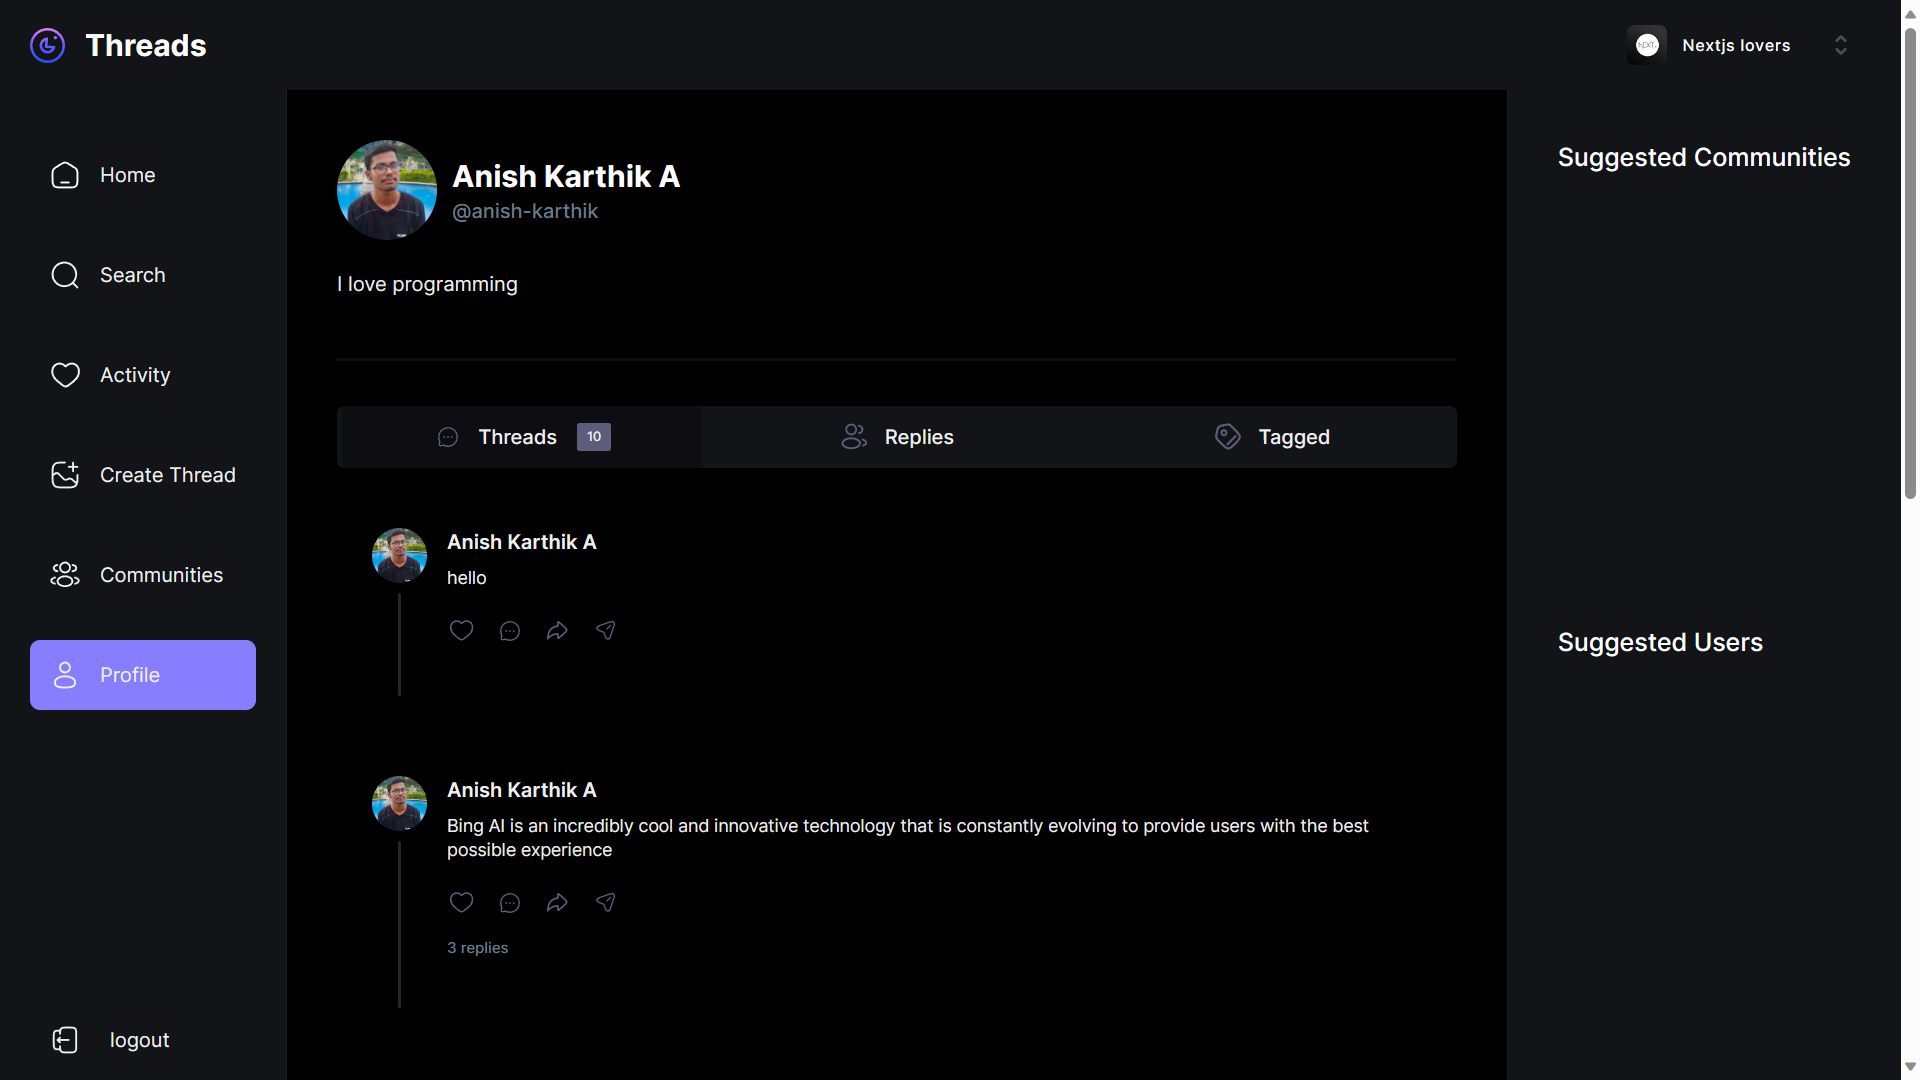 Threads
NEXT
Nextjs lovers
Home
Search
Activity
Create Thread
Communities
Profile
logout
Anish Karthik A
@anish-karthik
I love programming
Threads 10
Replies
Tagged
Anish Karthik A
hello
Anish Karthik A
Bing AI is an incredibly cool and innovative technology that is constantly evolving to provide users with the best
possible experience
3 replies
Suggested Communities
Suggested Users